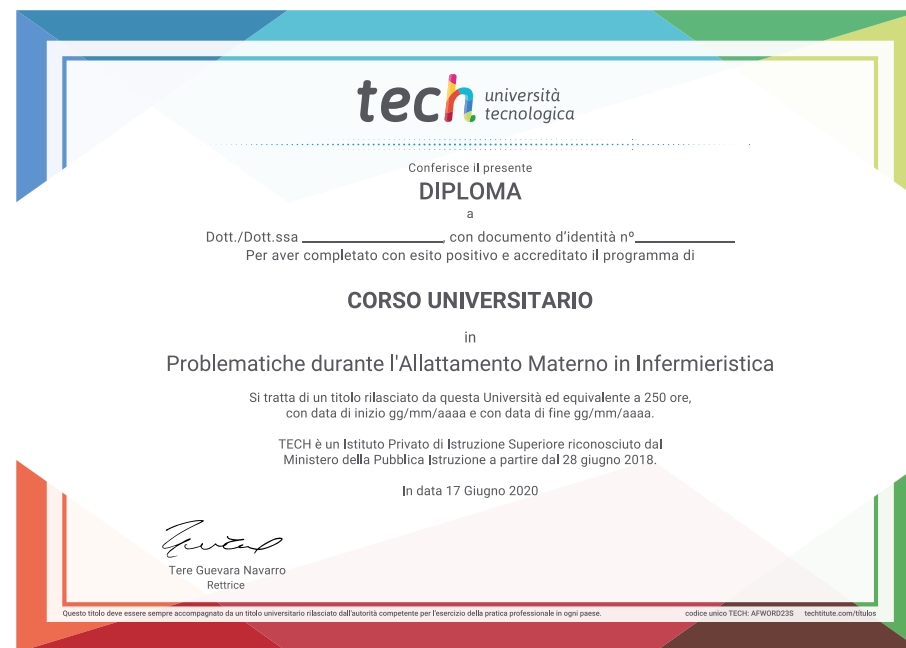 tech università
tecnologica
Conferisce il presente
DIPLOMA
a
Dott./Dott.ssa ________________, con documento d'identità nº____________
Per aver completato con esito positivo e accreditato il programma di
CORSO UNIVERSITARIO
in
Problematiche durante l'Allattamento Materno in Infermieristica
Si tratta di un titolo rilasciato da questa Università ed equivalente a 250 ore,
con data di inizio gg/mm/aaaa e con data di fine gg/mm/aaaa.
TECH è un Istituto Privato di Istruzione Superiore riconosciuto dal
Ministero della Pubblica Istruzione a partire dal 28 giugno 2018.
In data 17 Giugno 2020
Tere Guevara Navarro
Rettrice
Questo titolo deve essere sempre accompagnato da un titolo universitario rilasciato dall'autorità competente per l'esercizio della pratica professionale in ogni paese. codice unico TECH: AFWORD23S techtitute.com/titulos